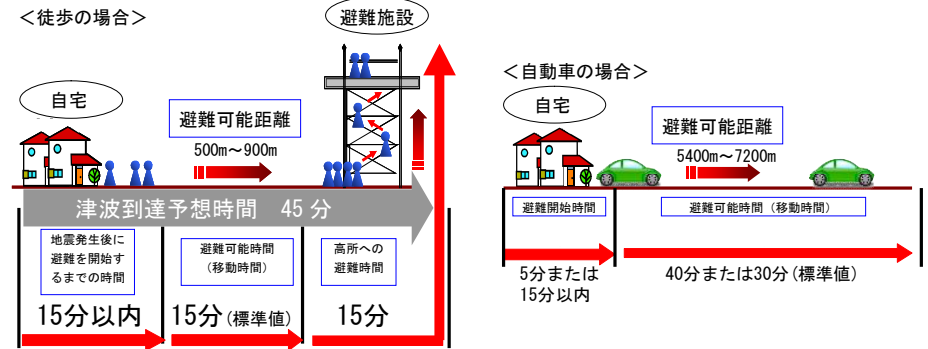 ＜徒歩の場合＞
避難施設
自宅
避難可能距離
500m～900m
津波到達予想時間　45 分
地震発生後に
避難を開始す
るまでの時間
避難可能時間
（移動時間）
高所への
避難時間
15分以内
15分（標準値）
15分
＜自動車の場合＞
自宅
避難可能距離
5400m～7200m
避難開始時間
避難可能時間（移動時間）
5分または
15分以内
40分または30分（標準値）